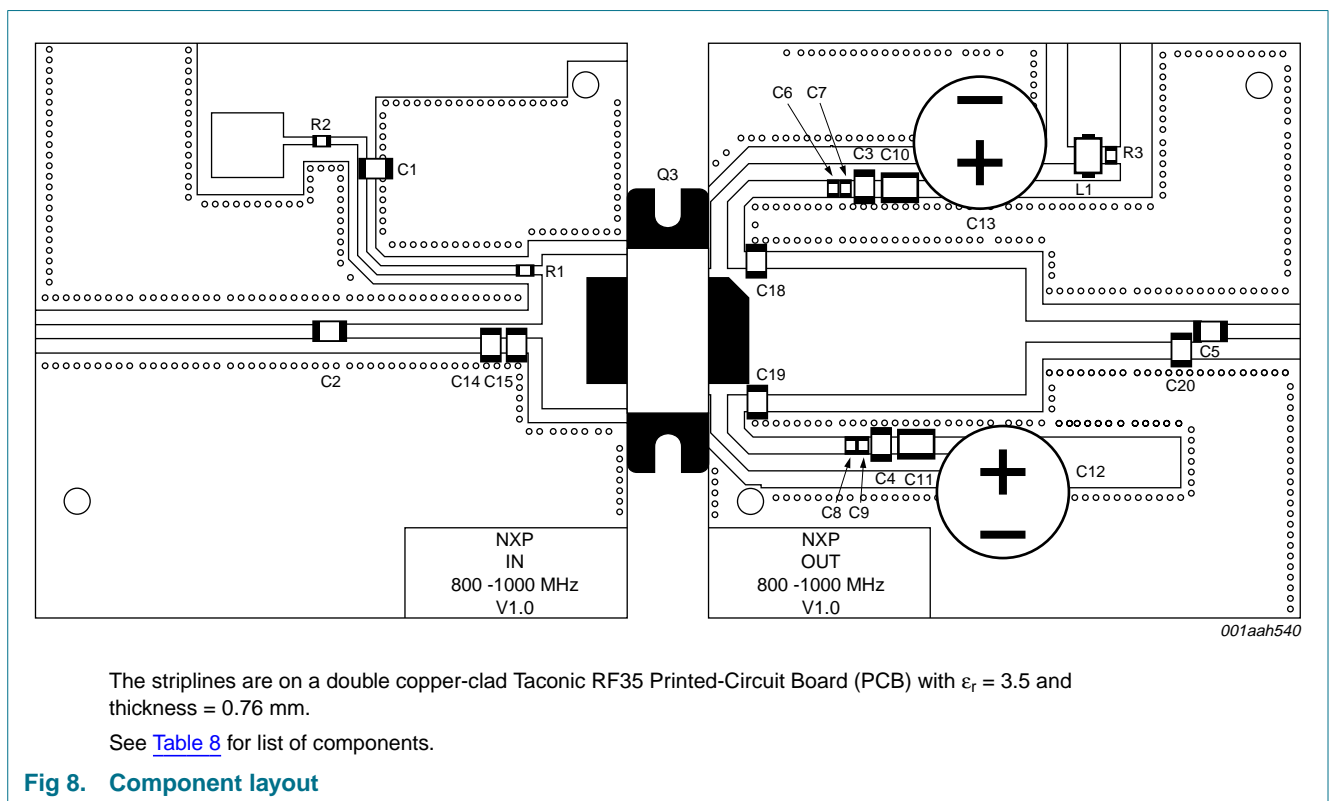 C6 C7
R2
C3 C10
R3
C1
Q3
L1
C13
R1
C18
C2
C14 C15
C19
C5
C20
C4 C11
C12
C8 C9
NXP
IN
800 -1000 MHz
V1.0
NXP
OUT
800 -1000 MHz
V1.0
001aah540
The striplines are on a double copper-clad Taconic RF35 Printed-Circuit Board (PCB) with εr = 3.5 and
thickness = 0.76 mm.
See Table 8 for list of components.
Fig 8. Component layout